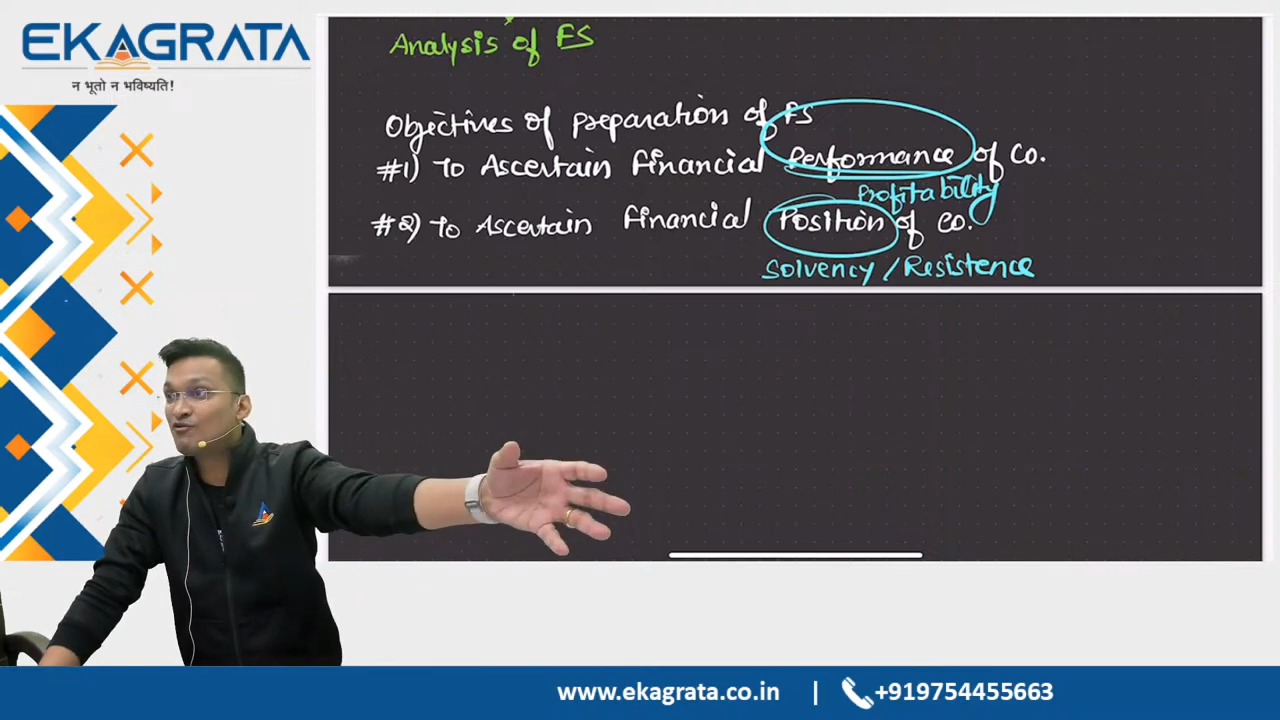 EKAGRATA
न भूतो न भविष्यति!
Analysis of FS
Objectives of preparation of FS
#1) To Ascertain Financial Performance of Co.
Profitability
#2) To Ascertain Financial Position of Co.
Solvency / Resistence
www.ekagrata.co.in | +919754455663